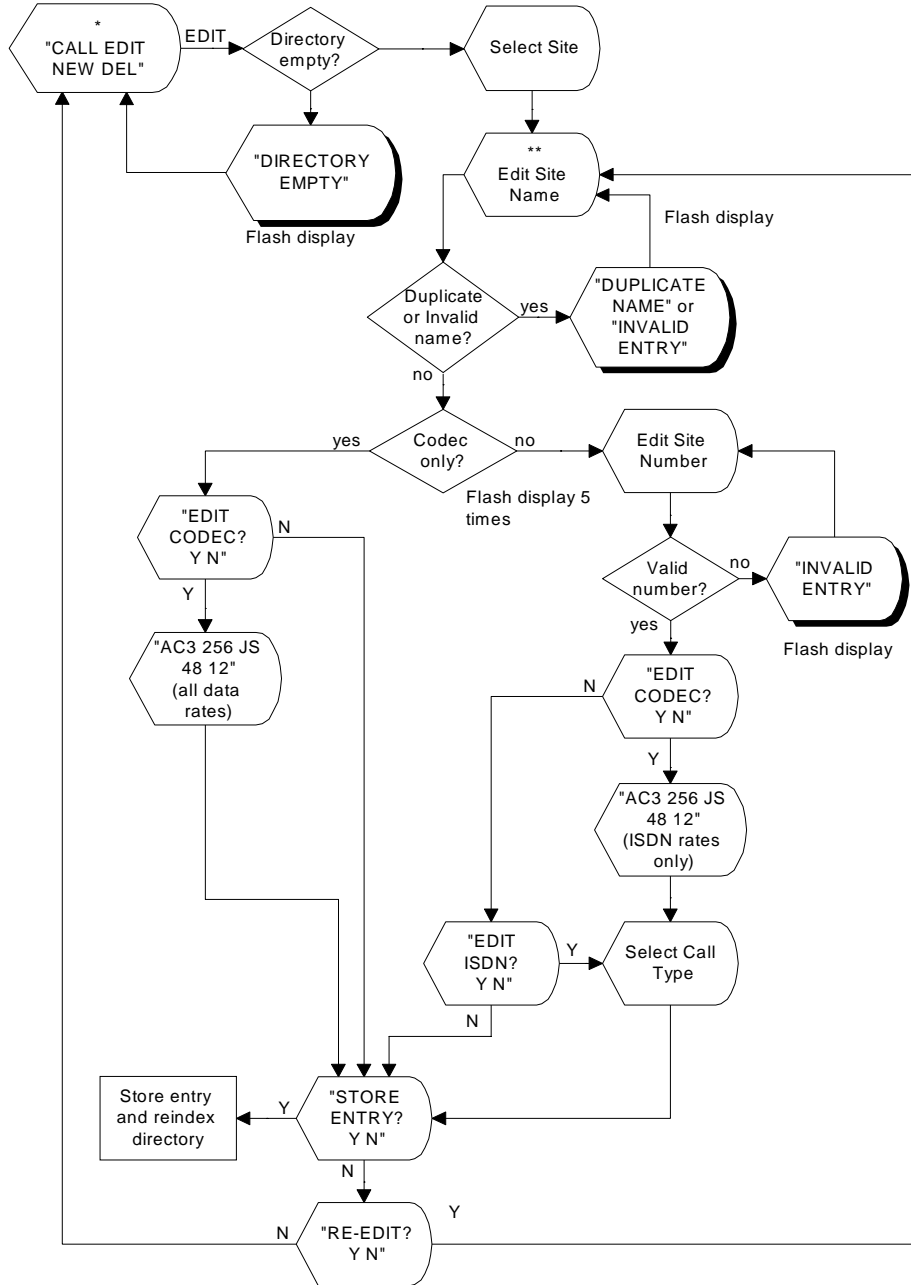 *
"CALL EDIT
NEW DEL"
EDIT
Directory
empty?
Select Site
"DIRECTORY
EMPTY"
Flash display
**
Edit Site
Name
Flash display
Duplicate
or Invalid
name?
yes
"DUPLICATE
NAME" or
"INVALID
ENTRY"
no
yes
Codec
only?
no
Edit Site
Number
Flash display 5
times
"EDIT
CODEC?
Y N"
N
Y
Valid
number?
no
"INVALID
ENTRY"
Flash display
yes
"AC3 256 JS
48 12"
(all data
rates)
N
"EDIT
CODEC?
Y N"
Y
"AC3 256 JS
48 12"
(ISDN rates
only)
"EDIT
ISDN?
Y N"
Y
Select Call
Type
N
Store entry
and reindex
directory
Y
"STORE
ENTRY?
Y N"
N
N
"RE-EDIT?
Y N"
Y